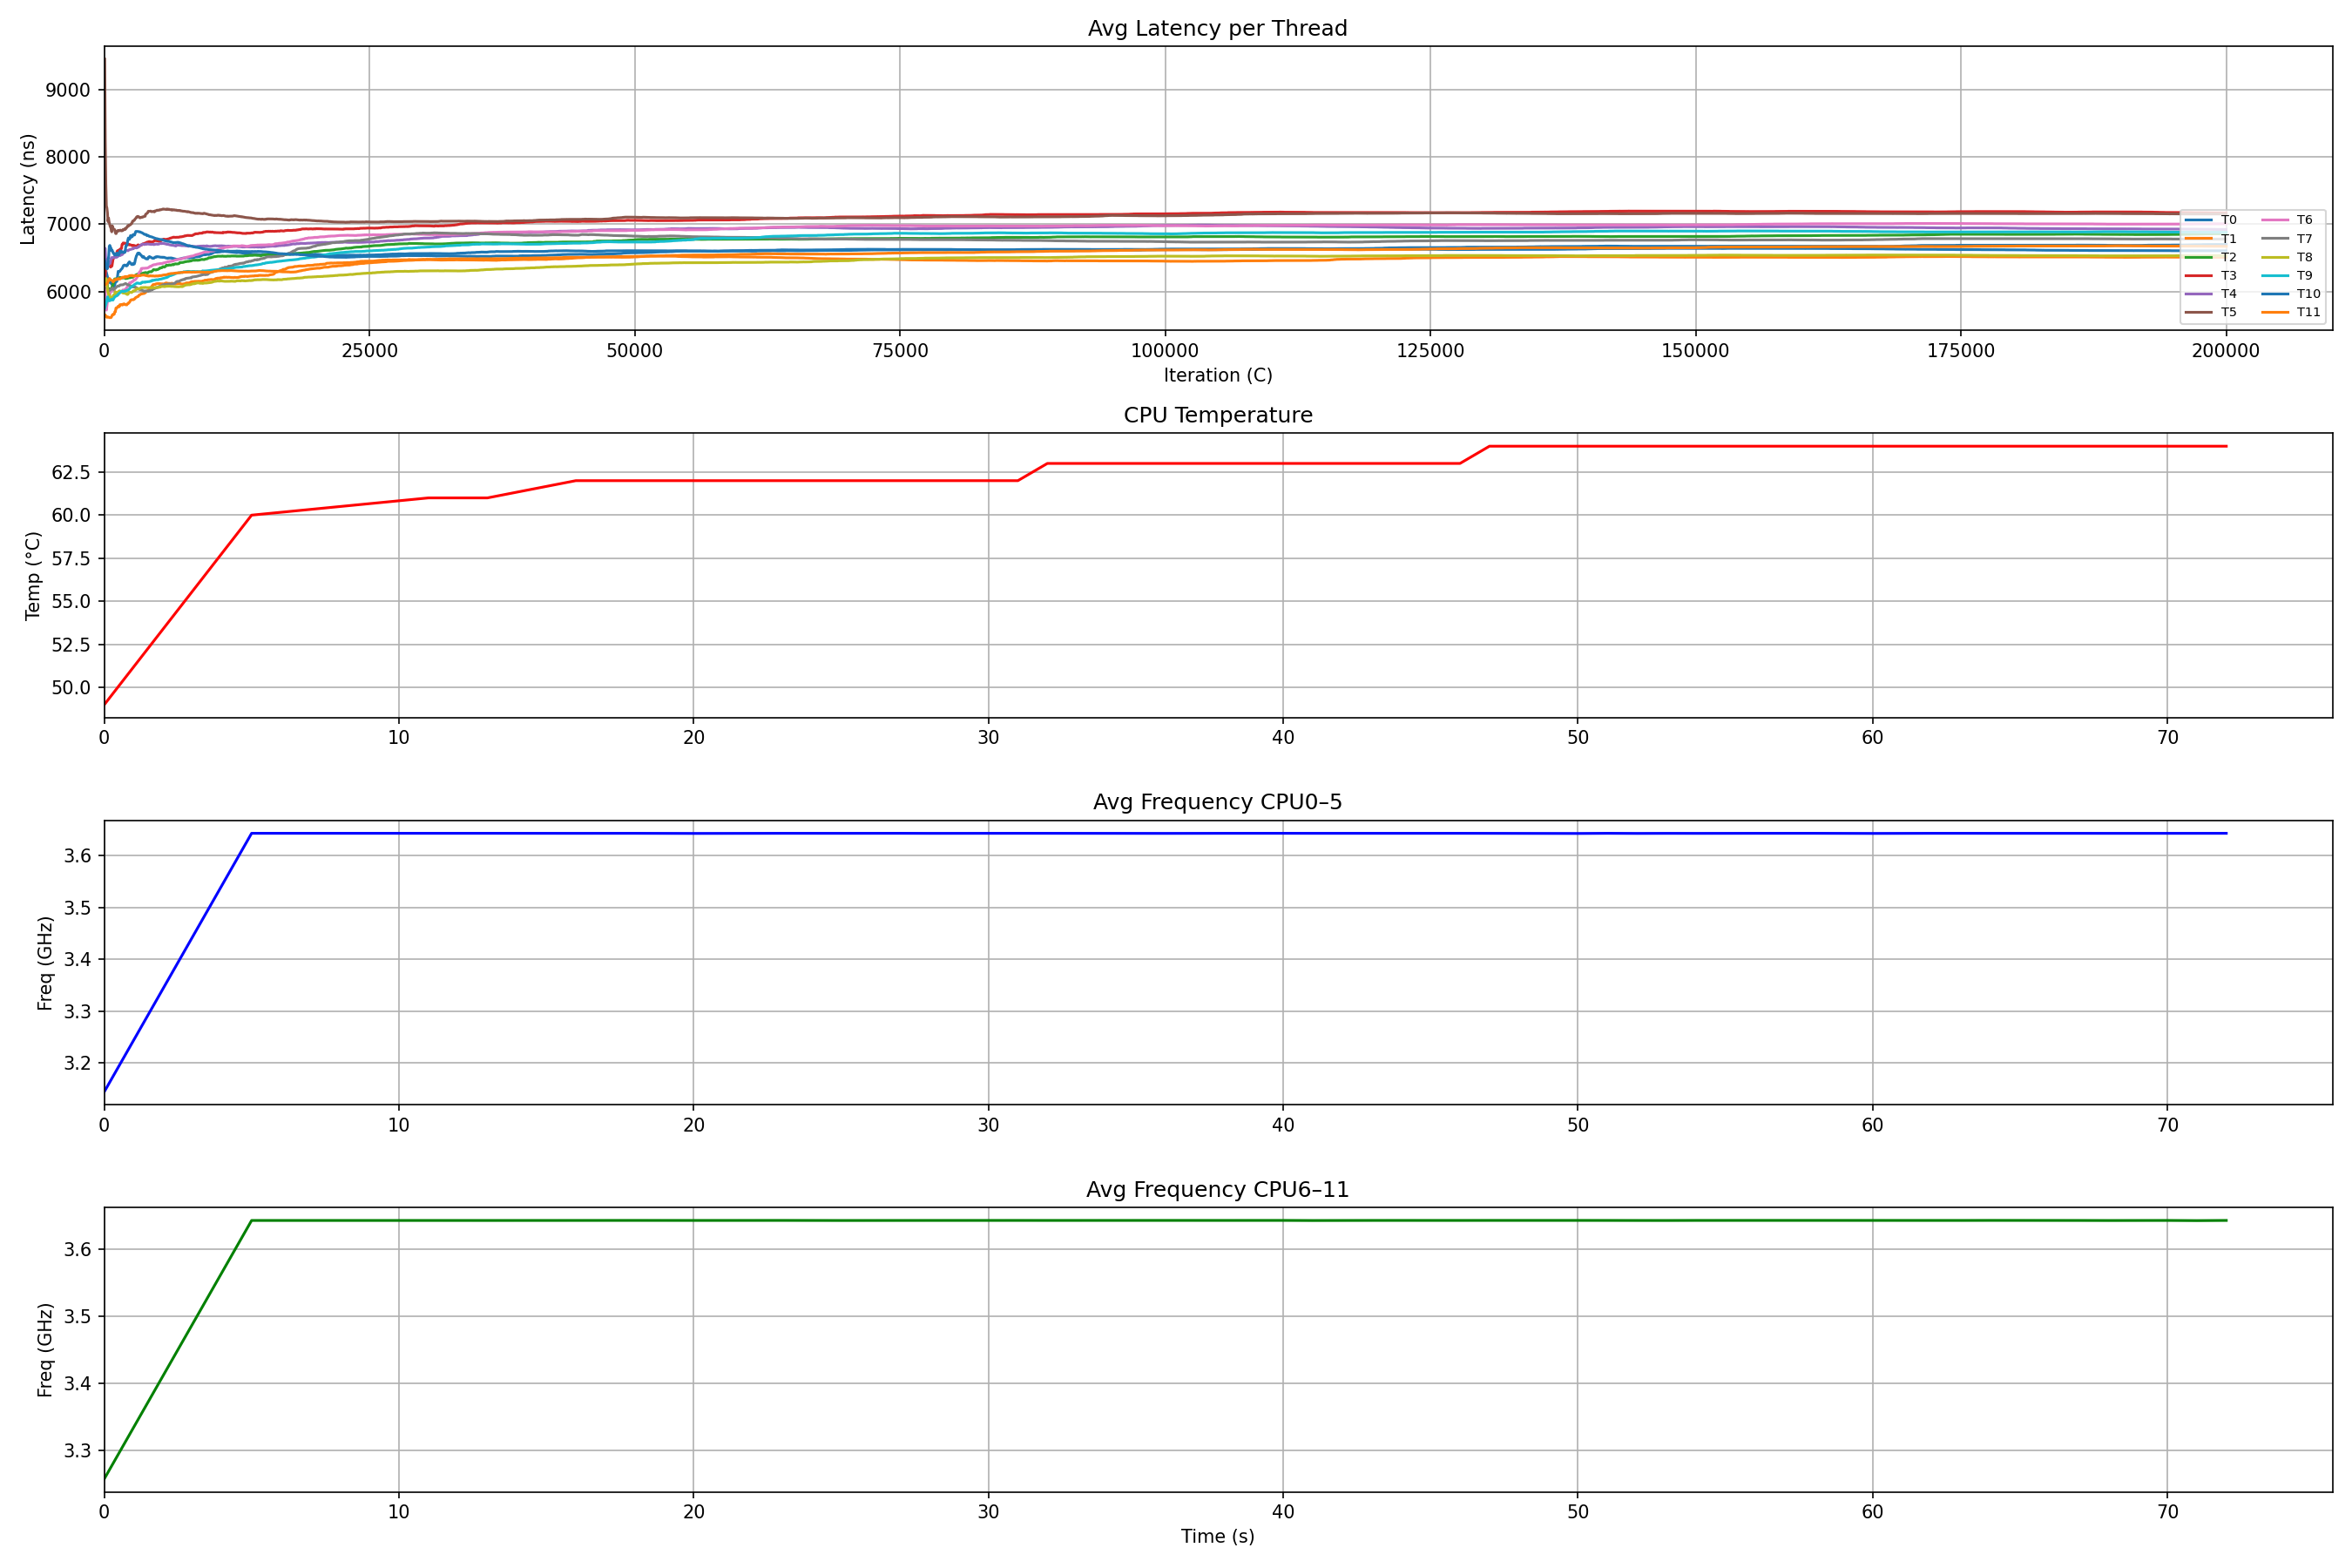 Avg Latency per Thread
Latency (ns)
9000
8000
7000
6000
T0 T6
T1 T7
T2 T8
T3 T9
T4 T10
T5 T11
0 25000 50000 75000 100000 125000 150000 175000 200000
Iteration (C)
CPU Temperature
Temp (°C)
62.5
60.0
57.5
55.0
52.5
50.0
0 10 20 30 40 50 60 70
Avg Frequency CPU0–5
Freq (GHz)
3.6
3.5
3.4
3.3
3.2
0 10 20 30 40 50 60 70
Avg Frequency CPU6–11
Freq (GHz)
3.6
3.5
3.4
3.3
0 10 20 30 40 50 60 70
Time (s)